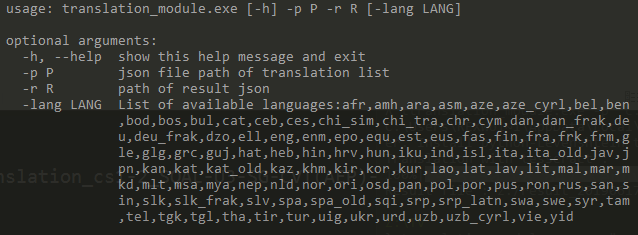 usage: translation_module.exe [-h] -p P -r R [-lang LANG]
optional arguments:
-h, --help show this help message and exit
-p P json file path of translation list
-r R path of result json
-lang LANG List of available languages:afr,amh,ara,asm,aze,aze_cyrl,bel,ben
,bod,bos,bul,cat,ceb,ces,chi_sim,chi_tra,chr,cym,dan,dan_frak,de
u,deu_frak,dzo,ell,eng,enm,epo,equ,est,eus,fas,fin,fra,frk,frm,g
le,glg,grc,guj,hat,heb,hin,hrv,hun,iku,ind,isl,ita,ita_old,jav,j
pn,kan,kat,kat_old,kaz,khm,kir,kor,kur,lao,lat,lav,lit,mal,mar,m
kd,mlt,msa,mya,nep,nld,nor,ori,osd,pan,pol,por,pus,ron,rus,san,s
in,slk,slk_frak,slv,spa,spa_old,sqi,srp,srp_latn,swa,swe,syr,tam
,tel,tgk,tgl,tha,tir,tur,uig,ukr,urd,uzb,uzb_cyrl,vie,yid